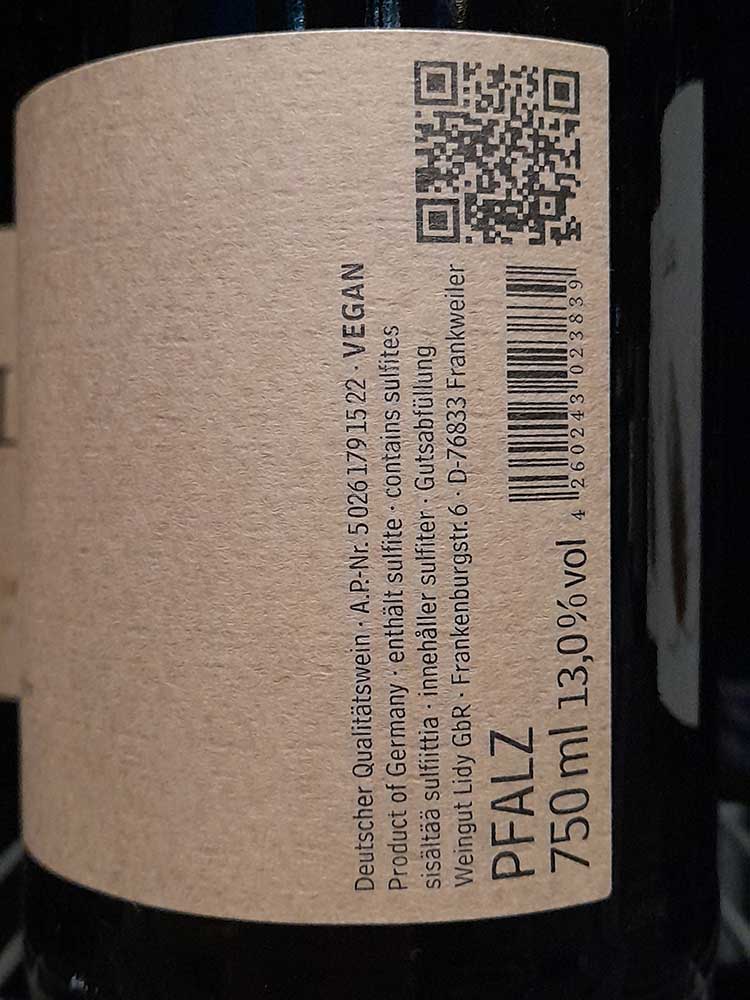 Deutscher Qualitätswein · A.P.-Nr. 5 026 179 15 22 · VEGAN
Product of Germany · enthält sulfite · contains sulfites
sisältää sulfiittia · innehåller sulfiter · Gutsabfüllung
Weingut Lidy GbR · Frankenburgstr. 6 · D-76833 Frankweiler
PFALZ
750 ml 13,0% vol
4 260243 023839